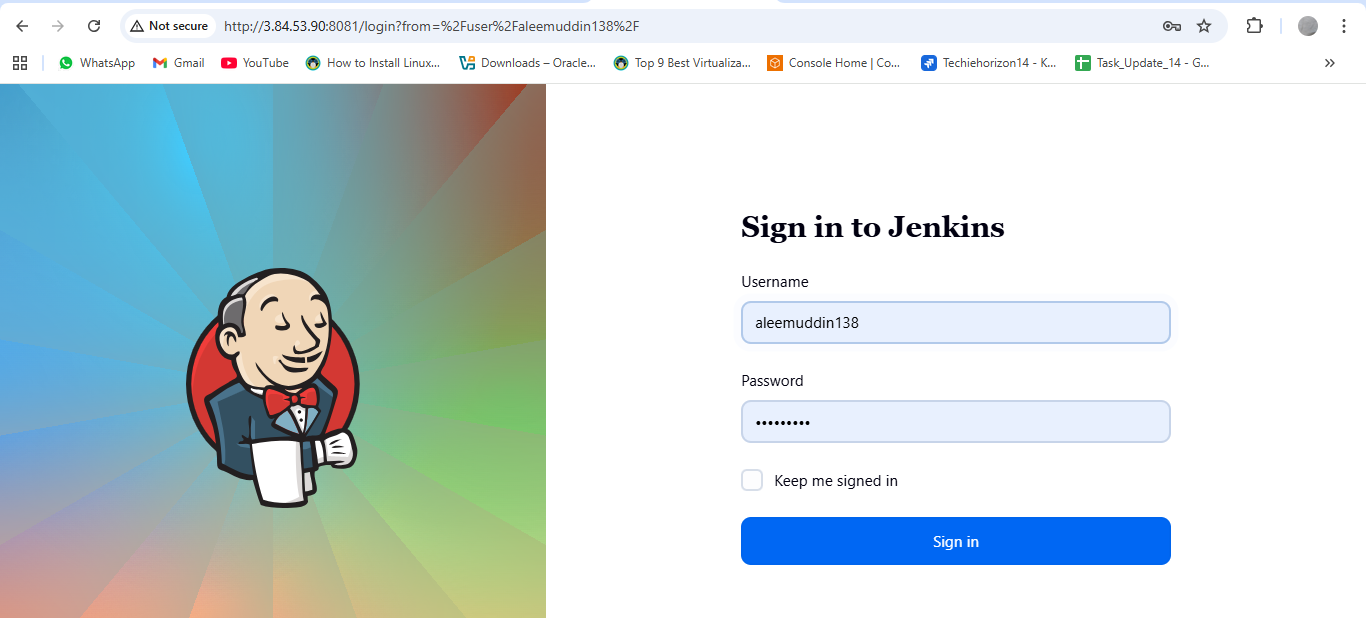 Not secure http://3.84.53.90:8081/login?from=%2Fuser%2Faleemuddin138%2F
WhatsApp Gmail YouTube How to Install Linux... Downloads – Oracle... Top 9 Best Virtualiza... Console Home | Co... Techiehorizon14 - K... Task_Update_14 - G... »
Sign in to Jenkins
Username
aleemuddin138
Password
•••••••••
Keep me signed in
Sign in